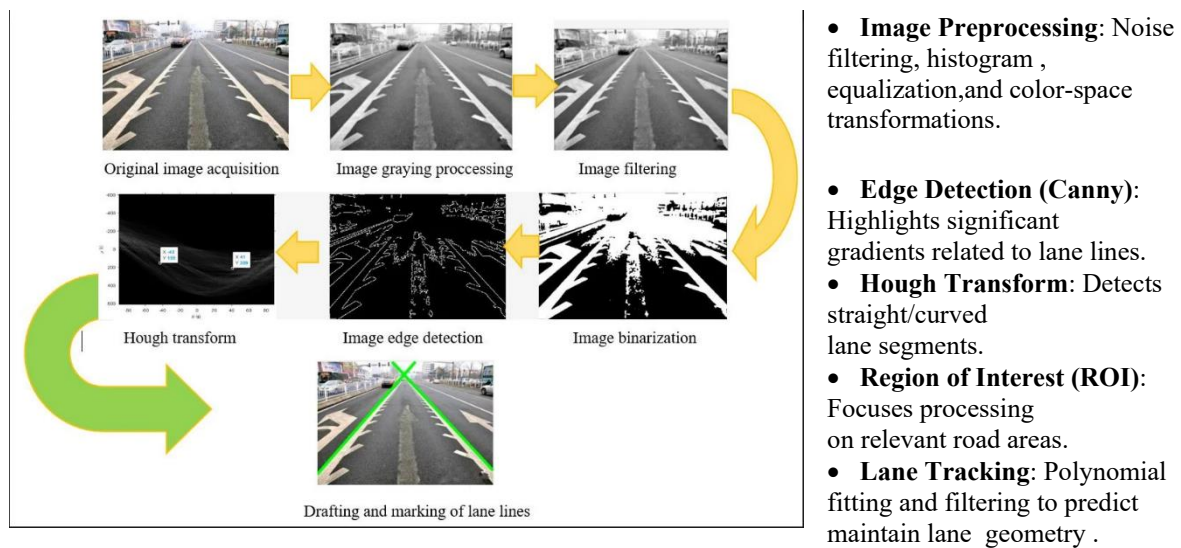 Original image acquisition
Image graying proccessing
Image filtering
Hough transform
Image edge detection
Image binarization
Drafting and marking of lane lines
• Image Preprocessing: Noise
filtering, histogram ,
equalization,and color-space
transformations.
• Edge Detection (Canny):
Highlights significant
gradients related to lane lines.
• Hough Transform: Detects
straight/curved
lane segments.
• Region of Interest (ROI):
Focuses processing
on relevant road areas.
• Lane Tracking: Polynomial
fitting and filtering to predict
maintain lane geometry .